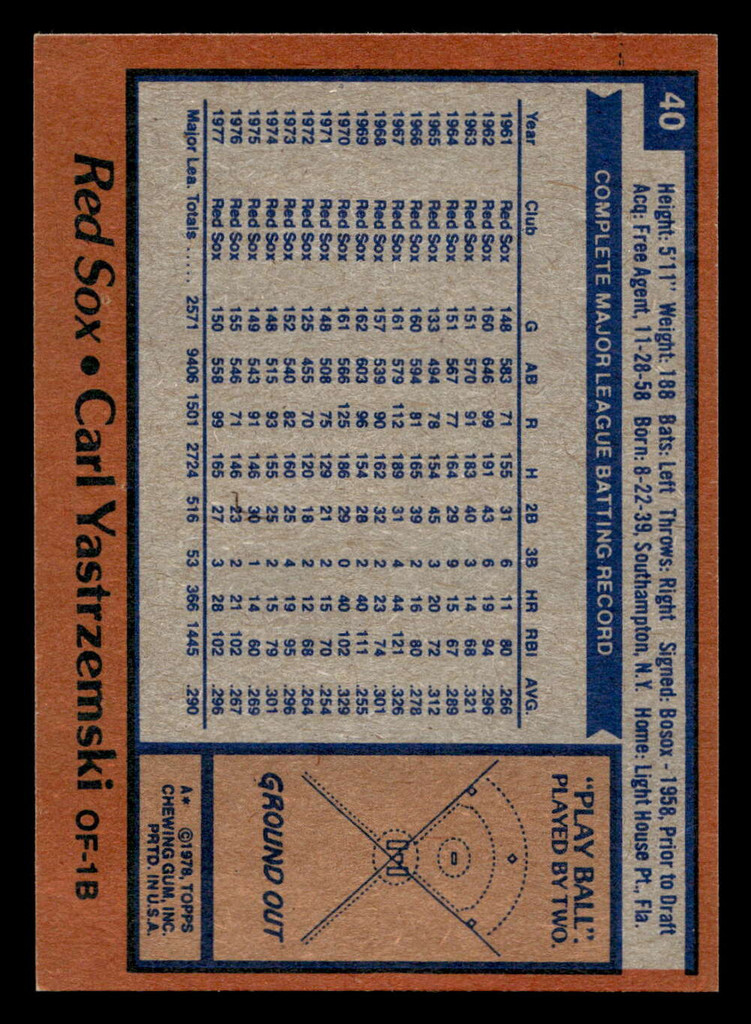 40
Height: 5'11" Weight: 188 Bats: Left Throws: Right Signed: Bosox - 1958, Prior to Draft
Acq: Free Agent, 11-28-58 Born: 8-22-39, Southampton, N.Y. Home: Light House Pt., Fla.
COMPLETE MAJOR LEAGUE BATTING RECORD
Year Club G AB R H 2B 3B HR RBI AVG.
1961 Red Sox 148 583 71 155 31 6 11 80 .266
1962 Red Sox 160 646 99 191 43 6 19 94 .296
1963 Red Sox 151 570 91 183 40 3 14 68 .321
1964 Red Sox 151 567 77 164 29 9 15 67 .289
1965 Red Sox 133 494 78 154 45 3 20 72 .312
1966 Red Sox 160 594 81 165 39 2 16 80 .278
1967 Red Sox 161 579 112 189 31 4 44 121 .326
1968 Red Sox 157 539 90 162 32 2 23 74 .301
1969 Red Sox 162 603 96 154 28 2 40 111 .255
1970 Red Sox 161 566 125 186 29 0 40 102 .329
1971 Red Sox 148 508 75 129 21 2 15 70 .254
1972 Red Sox 125 455 70 120 18 2 12 68 .264
1973 Red Sox 152 540 82 160 25 4 19 95 .296
1974 Red Sox 148 515 93 155 25 2 15 79 .301
1975 Red Sox 149 543 91 146 30 1 14 60 .269
1976 Red Sox 155 546 71 146 23 2 21 102 .267
1977 Red Sox 150 558 99 165 27 3 28 102 .296
Major Lea. Totals ..... 2571 9406 1501 2724 516 53 366 1445 .290
"PLAY BALL"
PLAYED BY TWO.
GROUND OUT
A* ©1978, TOPPS
CHEWING GUM, INC.
PRTD. IN U.S.A.
Red Sox • Carl Yastrzemski OF-1B